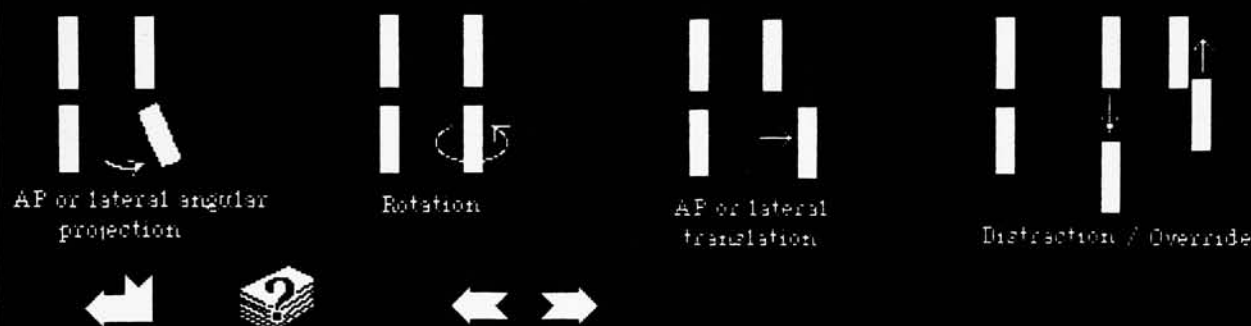 AP or lateral angular
projection
Rotation
AP or lateral
translation
Distraction / Override
?